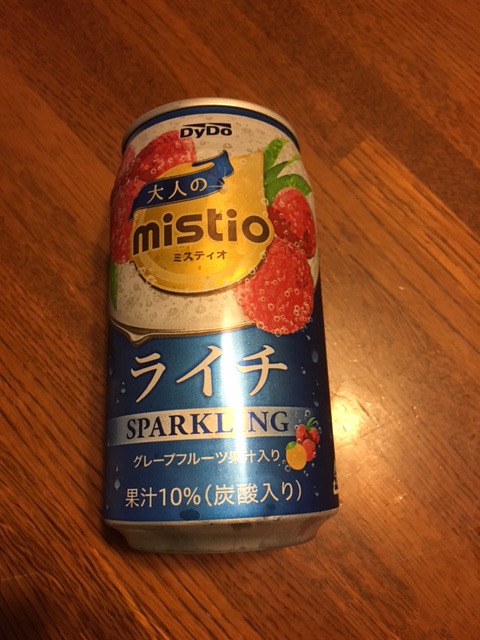 DyDo
大人の
mistio
ミスティオ
ライチ
SPARKLING
グレープフルーツ果汁入り
果汁10%(炭酸入り)